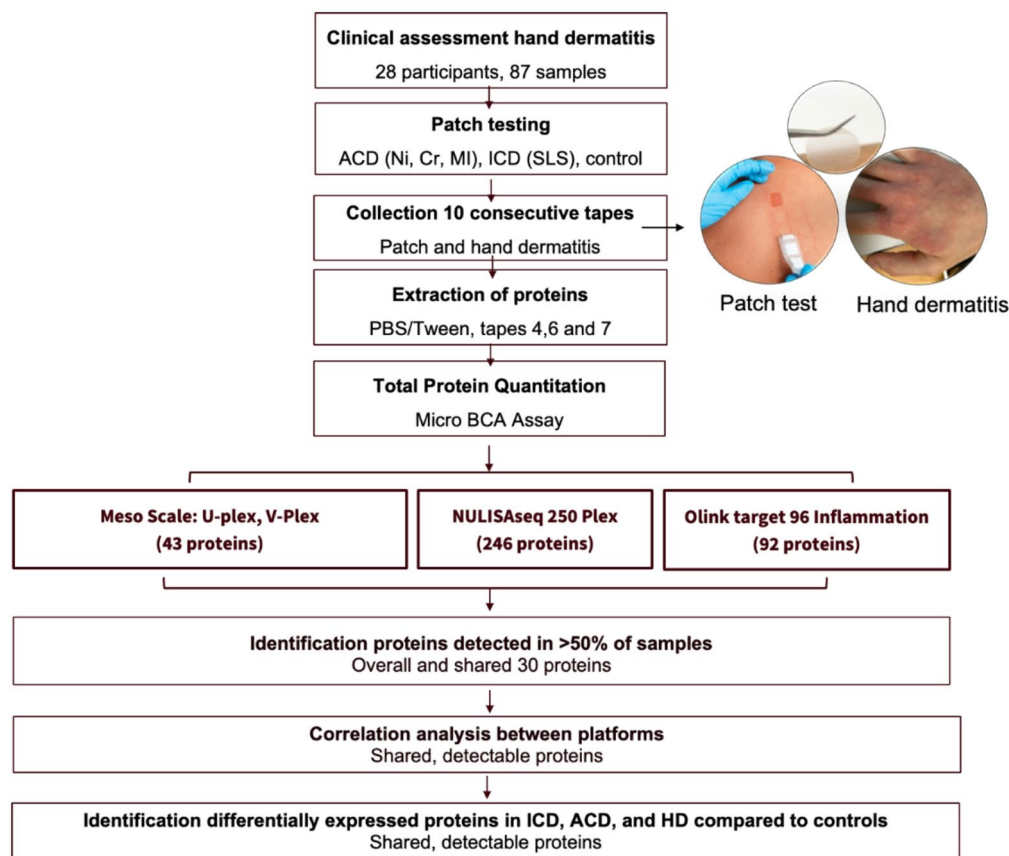 Clinical assessment hand dermatitis
28 participants, 87 samples
Patch testing
ACD (Ni, Cr, MI), ICD (SLS), control
Collection 10 consecutive tapes
Patch and hand dermatitis
Patch test
Hand dermatitis
Extraction of proteins
PBS/Tween, tapes 4,6 and 7
Total Protein Quantitation
Micro BCA Assay
Meso Scale: U-plex, V-Plex
(43 proteins)
NULISAseq 250 Plex
(246 proteins)
Olink target 96 Inflammation
(92 proteins)
Identification proteins detected in >50% of samples
Overall and shared 30 proteins
Correlation analysis between platforms
Shared, detectable proteins
Identification differentially expressed proteins in ICD, ACD, and HD compared to controls
Shared, detectable proteins